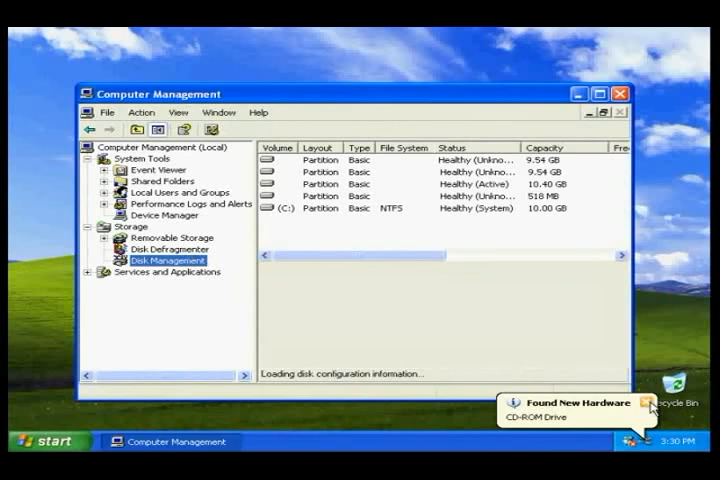 Computer Management
File Action View Window Help
Computer Management (Local)
System Tools
Event Viewer
Shared Folders
Local Users and Groups
Performance Logs and Alerts
Device Manager
Storage
Removable Storage
Disk Defragmenter
Disk Management
Services and Applications
Volume Layout Type File System Status Capacity Free
Partition Basic Healthy (Unkno... 9.54 GB
Partition Basic Healthy (Unkno... 9.54 GB
Partition Basic Healthy (Active) 10.40 GB
Partition Basic Healthy (Unkno... 518 MB
(C:) Partition Basic NTFS Healthy (System) 10.00 GB
Loading disk configuration information...
Found New Hardware
CD-ROM Drive
ecycle Bin
start Computer Management 3:30 PM